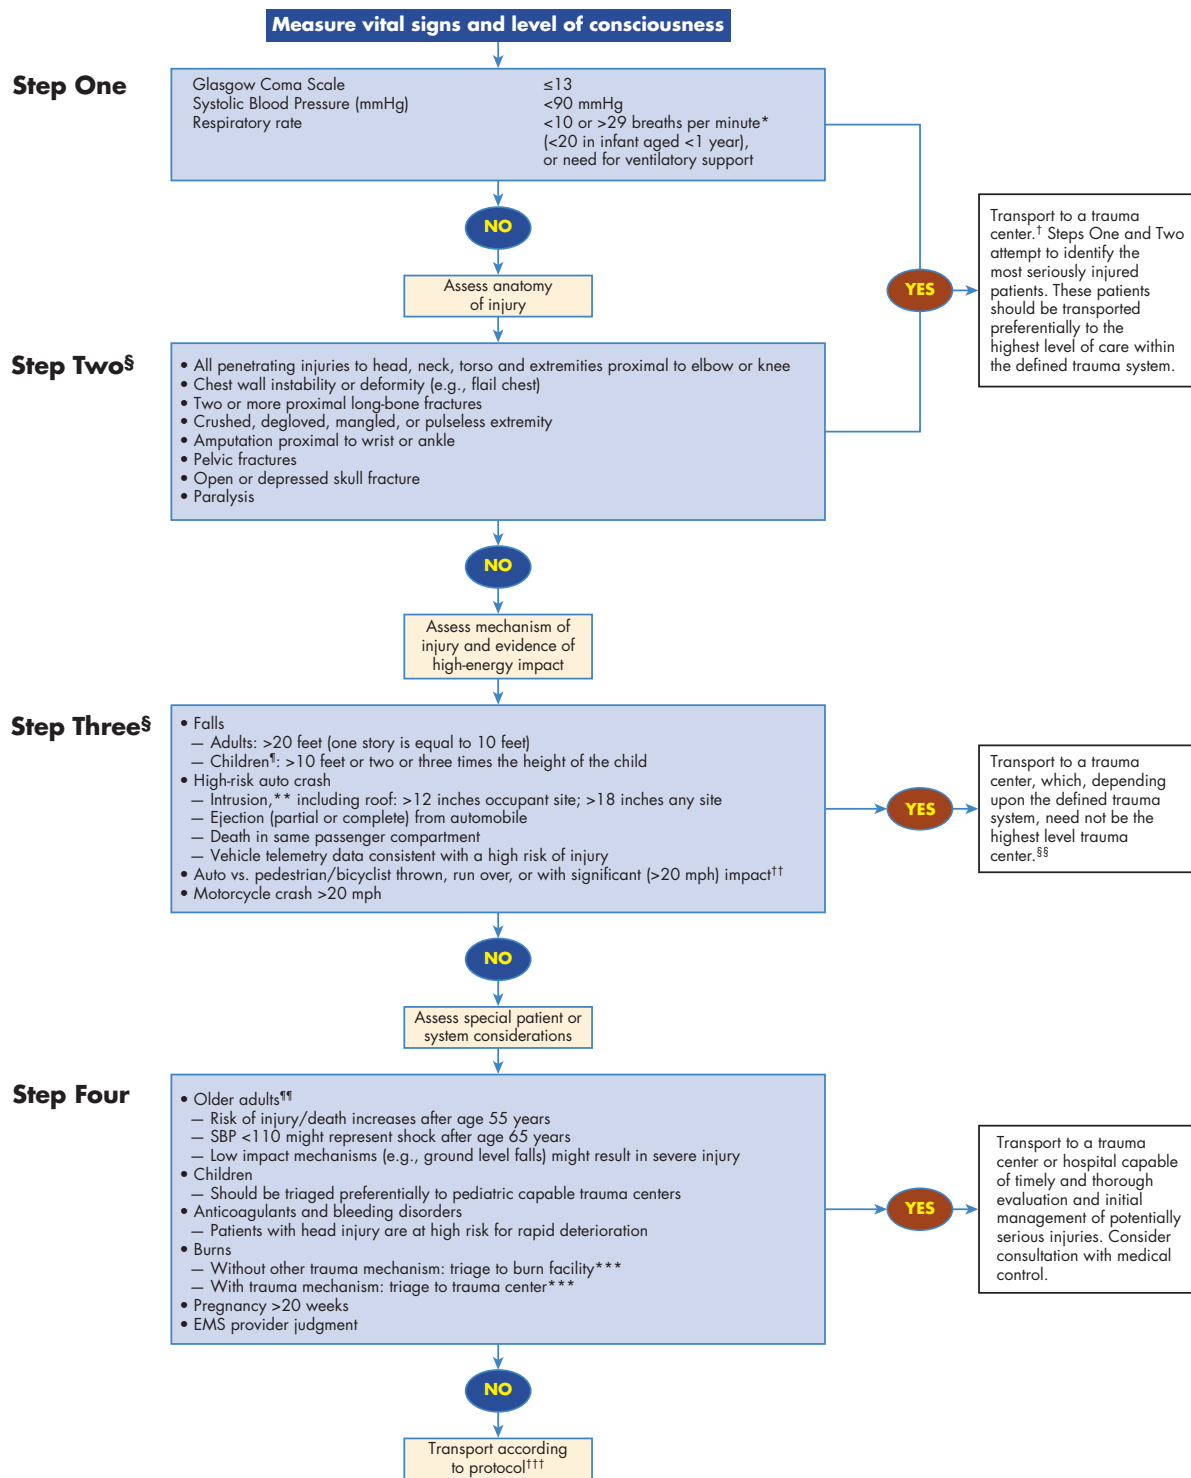 Measure vital signs and level of consciousness
Step One
Glasgow Coma Scale ≤13
Systolic Blood Pressure (mmHg) <90 mmHg
Respiratory rate <10 or >29 breaths per minute*
(<20 in infant aged <1 year),
or need for ventilatory support
NO
YES
Transport to a trauma
center.† Steps One and Two
attempt to identify the
most seriously injured
patients. These patients
should be transported
preferentially to the
highest level of care within
the defined trauma system.
Assess anatomy
of injury
Step Two§
• All penetrating injuries to head, neck, torso and extremities proximal to elbow or knee
• Chest wall instability or deformity (e.g., flail chest)
• Two or more proximal long-bone fractures
• Crushed, degloved, mangled, or pulseless extremity
• Amputation proximal to wrist or ankle
• Pelvic fractures
• Open or depressed skull fracture
• Paralysis
NO
Assess mechanism of
injury and evidence of
high-energy impact
Step Three§
• Falls
— Adults: >20 feet (one story is equal to 10 feet)
— Children¶: >10 feet or two or three times the height of the child
• High-risk auto crash
— Intrusion,** including roof: >12 inches occupant site; >18 inches any site
— Ejection (partial or complete) from automobile
— Death in same passenger compartment
— Vehicle telemetry data consistent with a high risk of injury
• Auto vs. pedestrian/bicyclist thrown, run over, or with significant (>20 mph) impact††
• Motorcycle crash >20 mph
YES
Transport to a trauma
center, which, depending
upon the defined trauma
system, need not be the
highest level trauma
center.§§
NO
Assess special patient or
system considerations
Step Four
• Older adults¶¶
— Risk of injury/death increases after age 55 years
— SBP <110 might represent shock after age 65 years
— Low impact mechanisms (e.g., ground level falls) might result in severe injury
• Children
— Should be triaged preferentially to pediatric capable trauma centers
• Anticoagulants and bleeding disorders
— Patients with head injury are at high risk for rapid deterioration
• Burns
— Without other trauma mechanism: triage to burn facility***
— With trauma mechanism: triage to trauma center***
• Pregnancy >20 weeks
• EMS provider judgment
YES
Transport to a trauma
center or hospital capable
of timely and thorough
evaluation and initial
management of potentially
serious injuries. Consider
consultation with medical
control.
NO
Transport according
to protocol†††